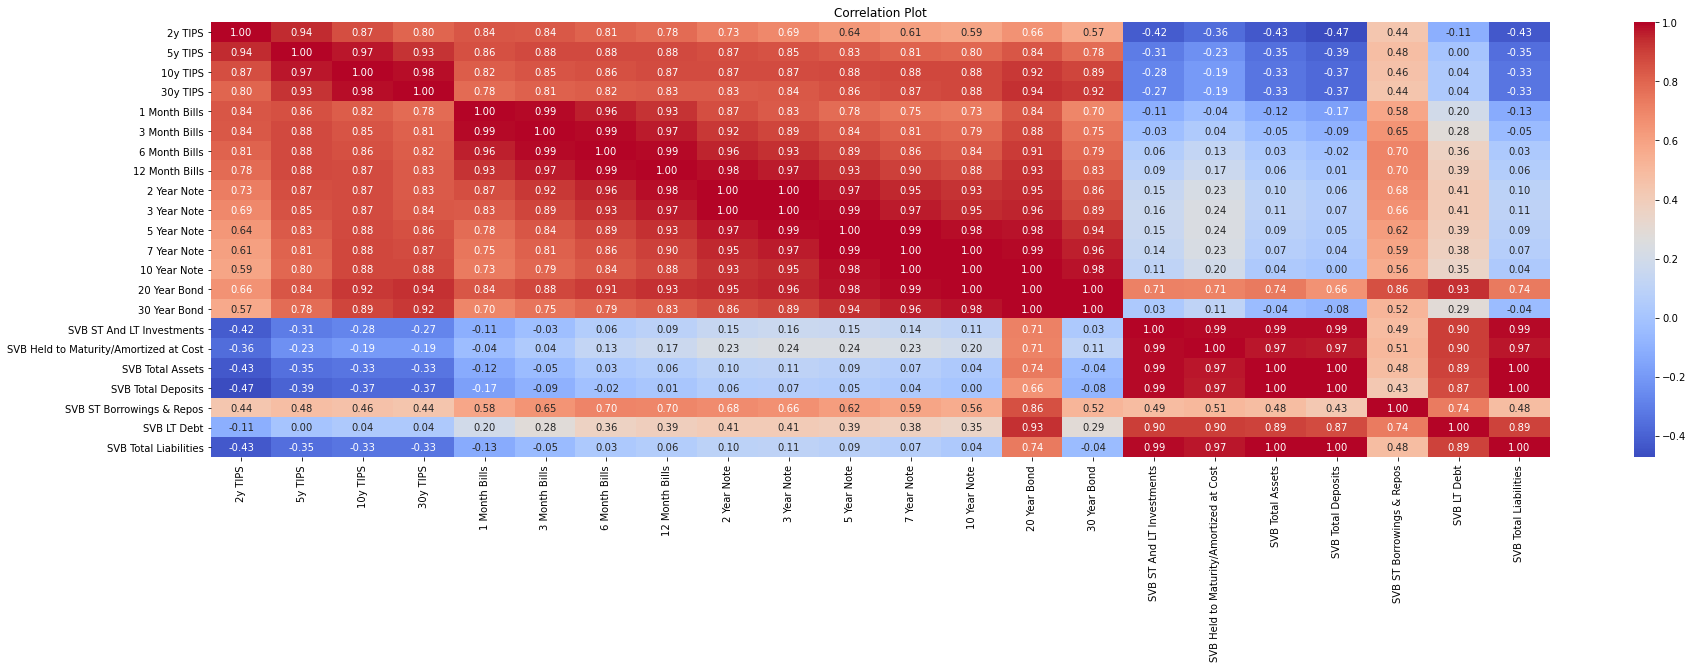 Correlation Plot
2y TIPS 1.00 0.94 0.87 0.80 0.84 0.84 0.81 0.78 0.73 0.69 0.64 0.61 0.59 0.66 0.57 -0.42 -0.36 -0.43 -0.47 0.44 -0.11 -0.43
5y TIPS 0.94 1.00 0.97 0.93 0.86 0.88 0.88 0.88 0.87 0.85 0.83 0.81 0.80 0.84 0.78 -0.31 -0.23 -0.35 -0.39 0.48 0.00 -0.35
10y TIPS 0.87 0.97 1.00 0.98 0.82 0.85 0.86 0.87 0.87 0.87 0.88 0.88 0.88 0.92 0.89 -0.28 -0.19 -0.33 -0.37 0.46 0.04 -0.33
30y TIPS 0.80 0.93 0.98 1.00 0.78 0.81 0.82 0.83 0.83 0.84 0.86 0.87 0.88 0.94 0.92 -0.27 -0.19 -0.33 -0.37 0.44 0.04 -0.33
1 Month Bills 0.84 0.86 0.82 0.78 1.00 0.99 0.96 0.93 0.87 0.83 0.78 0.75 0.73 0.84 0.70 -0.11 -0.04 -0.12 -0.17 0.58 0.20 -0.13
3 Month Bills 0.84 0.88 0.85 0.81 0.99 1.00 0.99 0.97 0.92 0.89 0.84 0.81 0.79 0.88 0.75 -0.03 0.04 -0.05 -0.09 0.65 0.28 -0.05
6 Month Bills 0.81 0.88 0.86 0.82 0.96 0.99 1.00 0.99 0.96 0.93 0.89 0.86 0.84 0.91 0.79 0.06 0.13 0.03 -0.02 0.70 0.36 0.03
12 Month Bills 0.78 0.88 0.87 0.83 0.93 0.97 0.99 1.00 0.98 0.97 0.93 0.90 0.88 0.93 0.83 0.09 0.17 0.06 0.01 0.70 0.39 0.06
2 Year Note 0.73 0.87 0.87 0.83 0.87 0.92 0.96 0.98 1.00 1.00 0.97 0.95 0.93 0.95 0.86 0.15 0.23 0.10 0.06 0.68 0.41 0.10
3 Year Note 0.69 0.85 0.87 0.84 0.83 0.89 0.93 0.97 1.00 1.00 0.99 0.97 0.95 0.96 0.89 0.16 0.24 0.11 0.07 0.66 0.41 0.11
5 Year Note 0.64 0.83 0.88 0.86 0.78 0.84 0.89 0.93 0.97 0.99 1.00 0.99 0.98 0.98 0.94 0.15 0.24 0.09 0.05 0.62 0.39 0.09
7 Year Note 0.61 0.81 0.88 0.87 0.75 0.81 0.86 0.90 0.95 0.97 0.99 1.00 1.00 0.99 0.96 0.14 0.23 0.07 0.04 0.59 0.38 0.07
10 Year Note 0.59 0.80 0.88 0.88 0.73 0.79 0.84 0.88 0.93 0.95 0.98 1.00 1.00 1.00 0.98 0.11 0.20 0.04 0.00 0.56 0.35 0.04
20 Year Bond 0.66 0.84 0.92 0.94 0.84 0.88 0.91 0.93 0.95 0.96 0.98 0.99 1.00 1.00 1.00 0.71 0.71 0.74 0.66 0.86 0.93 0.74
30 Year Bond 0.57 0.78 0.89 0.92 0.70 0.75 0.79 0.83 0.86 0.89 0.94 0.96 0.98 1.00 1.00 0.03 0.11 -0.04 -0.08 0.52 0.29 -0.04
SVB ST And LT Investments -0.42 -0.31 -0.28 -0.27 -0.11 -0.03 0.06 0.09 0.15 0.16 0.15 0.14 0.11 0.71 0.03 1.00 0.99 0.99 0.99 0.49 0.90 0.99
SVB Held to Maturity/Amortized at Cost -0.36 -0.23 -0.19 -0.19 -0.04 0.04 0.13 0.17 0.23 0.24 0.24 0.23 0.20 0.71 0.11 0.99 1.00 0.97 0.97 0.51 0.90 0.97
SVB Total Assets -0.43 -0.35 -0.33 -0.33 -0.12 -0.05 0.03 0.06 0.10 0.11 0.09 0.07 0.04 0.74 -0.04 0.99 0.97 1.00 1.00 0.48 0.89 1.00
SVB Total Deposits -0.47 -0.39 -0.37 -0.37 -0.17 -0.09 -0.02 0.01 0.06 0.07 0.05 0.04 0.00 0.66 -0.08 0.99 0.97 1.00 1.00 0.43 0.87 1.00
SVB ST Borrowings & Repos 0.44 0.48 0.46 0.44 0.58 0.65 0.70 0.70 0.68 0.66 0.62 0.59 0.56 0.86 0.52 0.49 0.51 0.48 0.43 1.00 0.74 0.48
SVB LT Debt -0.11 0.00 0.04 0.04 0.20 0.28 0.36 0.39 0.41 0.41 0.39 0.38 0.35 0.93 0.29 0.90 0.90 0.89 0.87 0.74 1.00 0.89
SVB Total Liabilities -0.43 -0.35 -0.33 -0.33 -0.13 -0.05 0.03 0.06 0.10 0.11 0.09 0.07 0.04 0.74 -0.04 0.99 0.97 1.00 1.00 0.48 0.89 1.00
2y TIPS
5y TIPS
10y TIPS
30y TIPS
1 Month Bills
3 Month Bills
6 Month Bills
12 Month Bills
2 Year Note
3 Year Note
5 Year Note
7 Year Note
10 Year Note
20 Year Bond
30 Year Bond
SVB ST And LT Investments
SVB Held to Maturity/Amortized at Cost
SVB Total Assets
SVB Total Deposits
SVB ST Borrowings & Repos
SVB LT Debt
SVB Total Liabilities
1.0
0.8
0.6
0.4
0.2
0.0
−0.2
−0.4